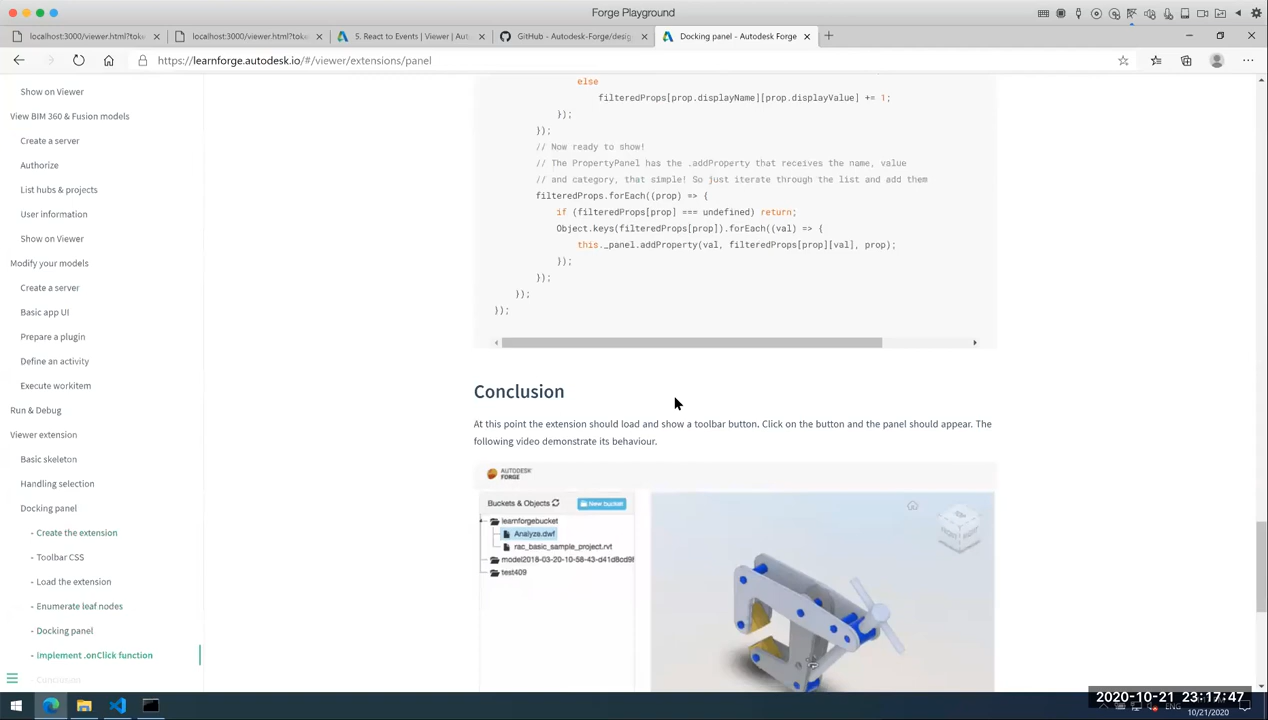 Forge Playground
localhost:3000/viewer.html?toke
localhost:3000/viewer.html?toke
5. React to Events | Viewer | Aut
GitHub - Autodesk-Forge/desig
Docking panel - Autodesk Forge
https://learnforge.autodesk.io/#/viewer/extensions/panel
Show on Viewer
View BIM 360 & Fusion models
Create a server
Authorize
List hubs & projects
User information
Show on Viewer
Modify your models
Create a server
Basic app UI
Prepare a plugin
Define an activity
Execute workitem
Run & Debug
Viewer extension
Basic skeleton
Handling selection
Docking panel
- Create the extension
- Toolbar CSS
- Load the extension
- Enumerate leaf nodes
- Docking panel
- Implement .onClick function
- Conclusion
else
filteredProps[prop.displayName][prop.displayValue] += 1;
});
});
// Now ready to show!
// The PropertyPanel has the .addProperty that receives the name, value
// and category, that simple! So just iterate through the list and add them
filteredProps.forEach((prop) => {
if (filteredProps[prop] === undefined) return;
Object.keys(filteredProps[prop]).forEach((val) => {
this._panel.addProperty(val, filteredProps[prop][val], prop);
});
});
});
});
Conclusion
At this point the extension should load and show a toolbar button. Click on the button and the panel should appear. The
following video demonstrate its behaviour.
AUTODESK
FORGE
Buckets & Objects
New bucket
learnforgebucket
Analyze.dwf
rac_basic_sample_project.rvt
test409
2020-10-21 23:17:47
ENG
10/21/2020